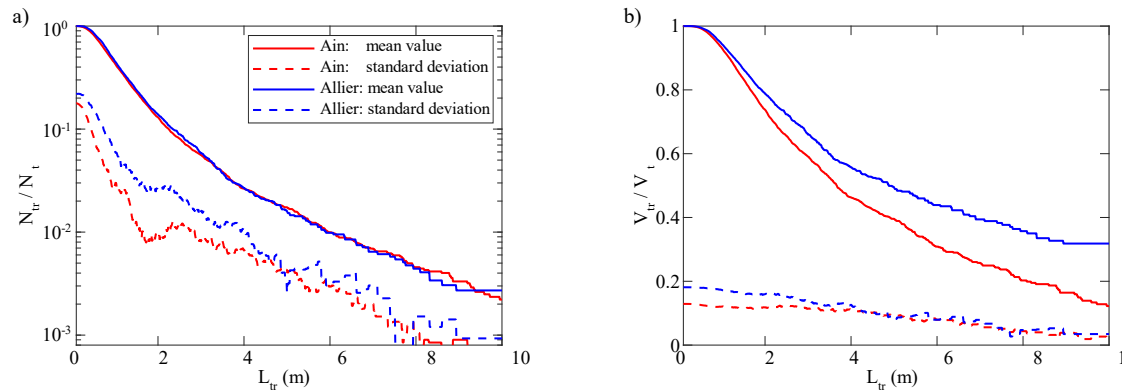 a)
10^0
10^-1
10^-2
10^-3
N_tr / N_t
0 2 4 6 8 10
L_tr (m)
Ain: mean value
Ain: standard deviation
Allier: mean value
Allier: standard deviation
b)
1
0.8
0.6
0.4
0.2
0
V_tr / V_t
0 2 4 6 8 1
L_tr (m)